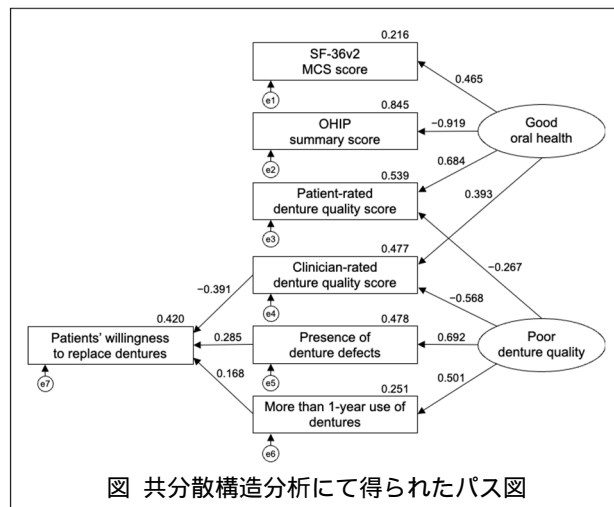 0.216
SF-36v2
MCS score
e1
0.465
0.845
OHIP
summary score
e2
−0.919
Good
oral health
0.684
0.539
Patient-rated
denture quality score
e3
0.393
0.477
Clinician-rated
denture quality score
e4
−0.267
−0.391
−0.568
0.420
Patients' willingness
to replace dentures
e7
0.285
0.478
Presence of
denture defects
e5
0.692
Poor
denture quality
0.168
0.251
More than 1-year use of
dentures
e6
0.501
図 共分散構造分析にて得られたパス図